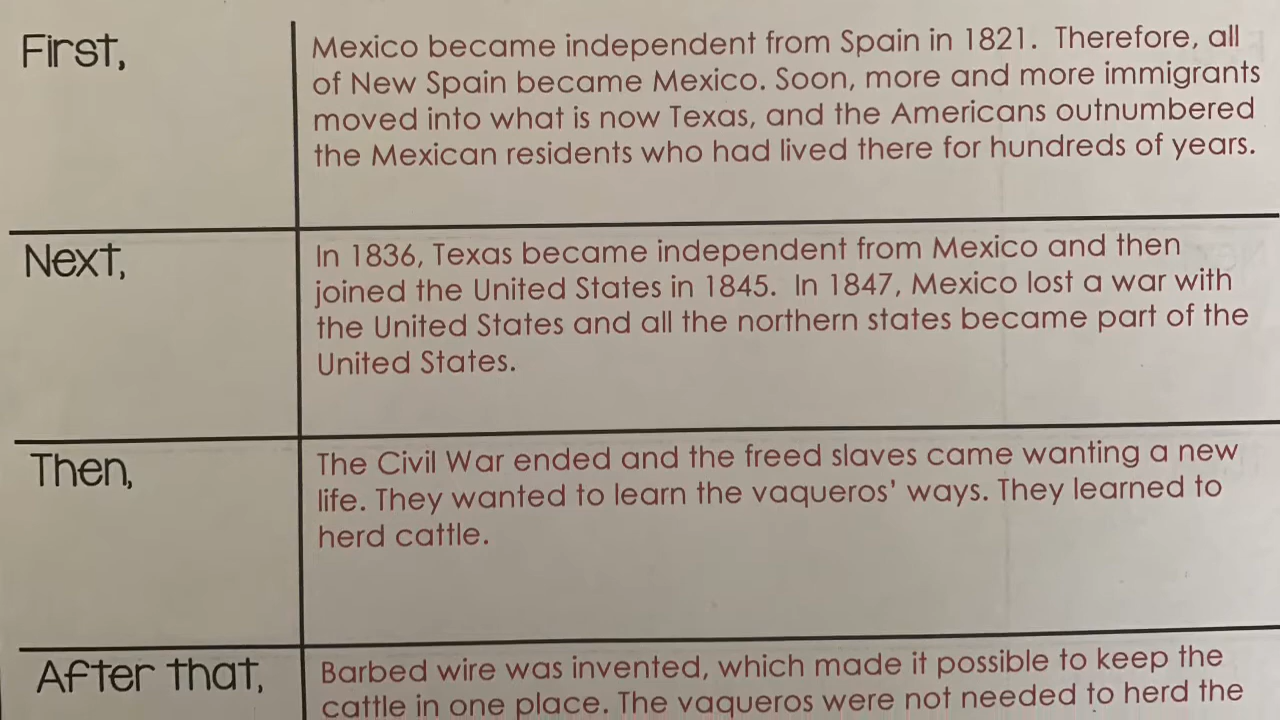 First,
Mexico became independent from Spain in 1821. Therefore, all
of New Spain became Mexico. Soon, more and more immigrants
moved into what is now Texas, and the Americans outnumbered
the Mexican residents who had lived there for hundreds of years.
Next,
In 1836, Texas became independent from Mexico and then
joined the United States in 1845. In 1847, Mexico lost a war with
the United States and all the northern states became part of the
United States.
Then,
The Civil War ended and the freed slaves came wanting a new
life. They wanted to learn the vaqueros' ways. They learned to
herd cattle.
After that,
Barbed wire was invented, which made it possible to keep the
cattle in one place. The vaqueros were not needed to herd the